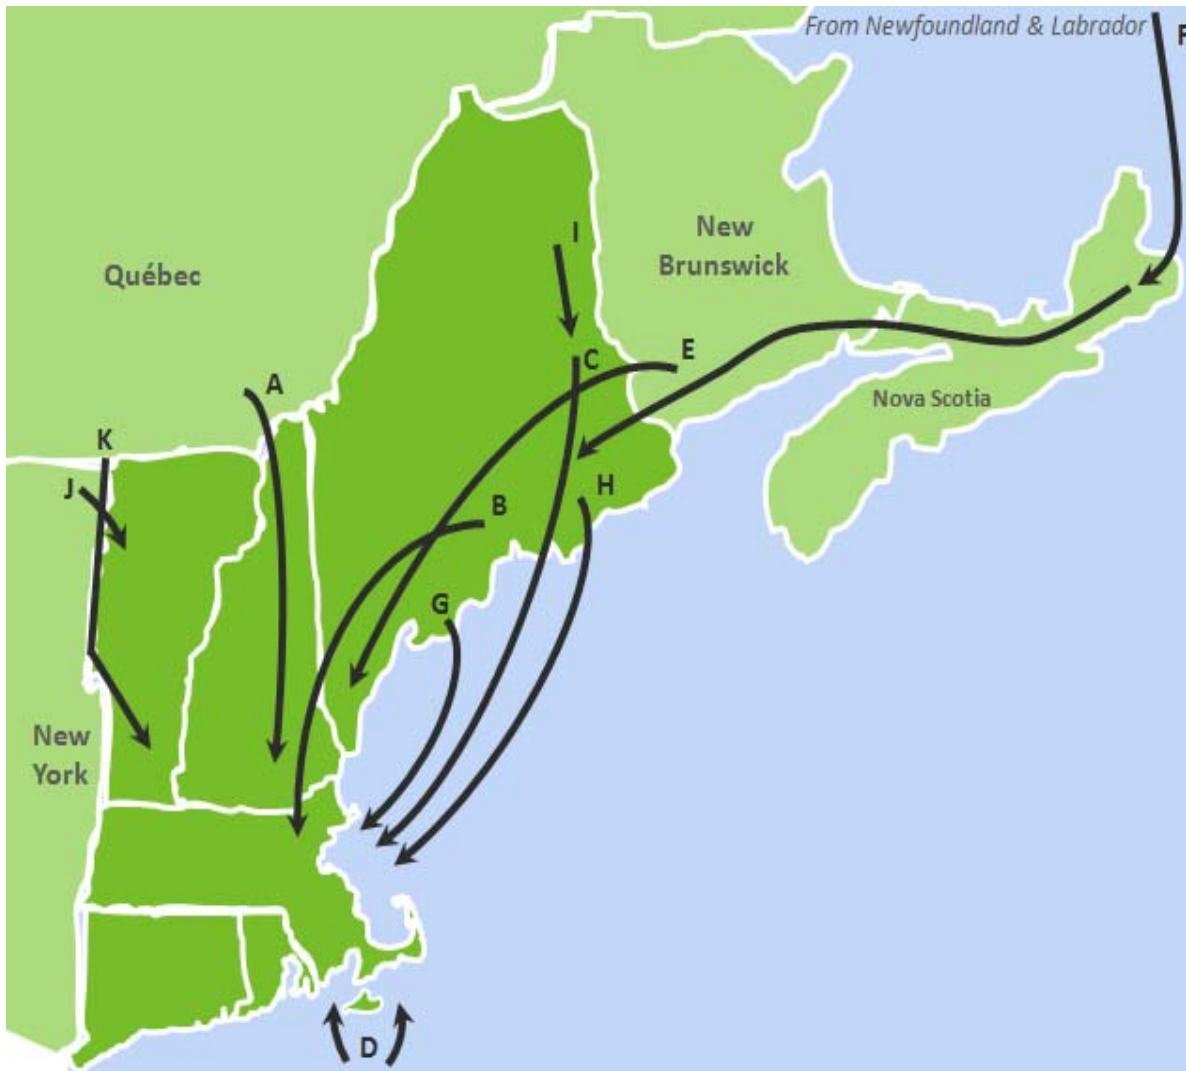 From Newfoundland & Labrador
F
I
New
Brunswick
Québec
E
C
A
Nova Scotia
K
J
H
B
G
New
York
D